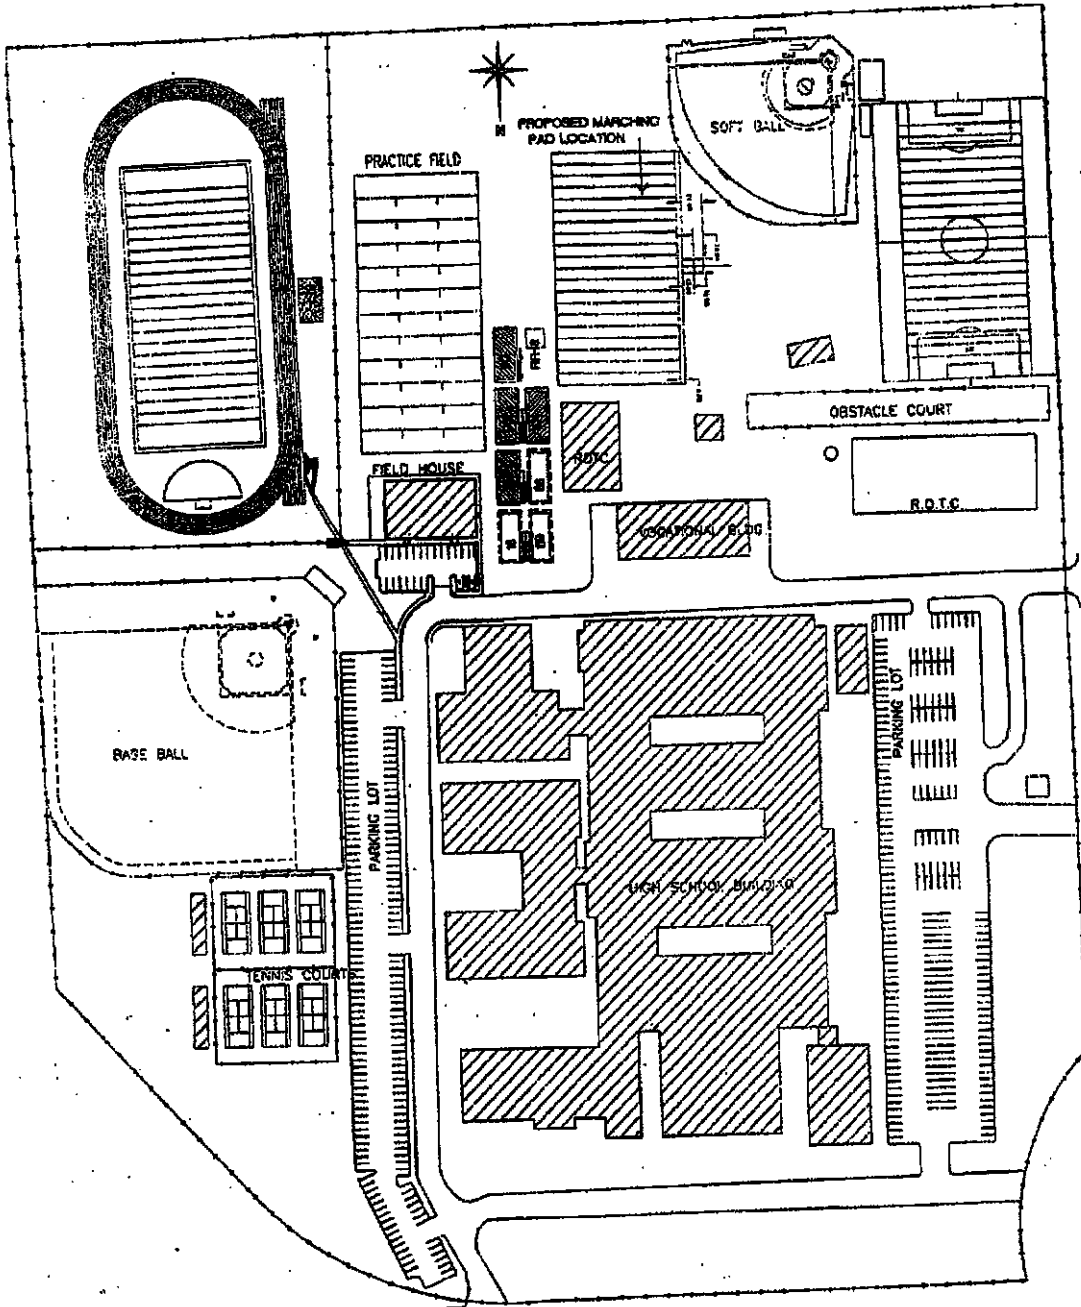 SOFT BALL
PROPOSED MARCHING
PAD LOCATION
N
PRACTICE FIELD
OBSTACLE COURT
ROTC
FIELD HOUSE
R.O.T.C
VOCATIONAL BLDG
BASE BALL
PARKING LOT
PARKING LOT
HIGH SCHOOL BUILDING
TENNIS COURTS